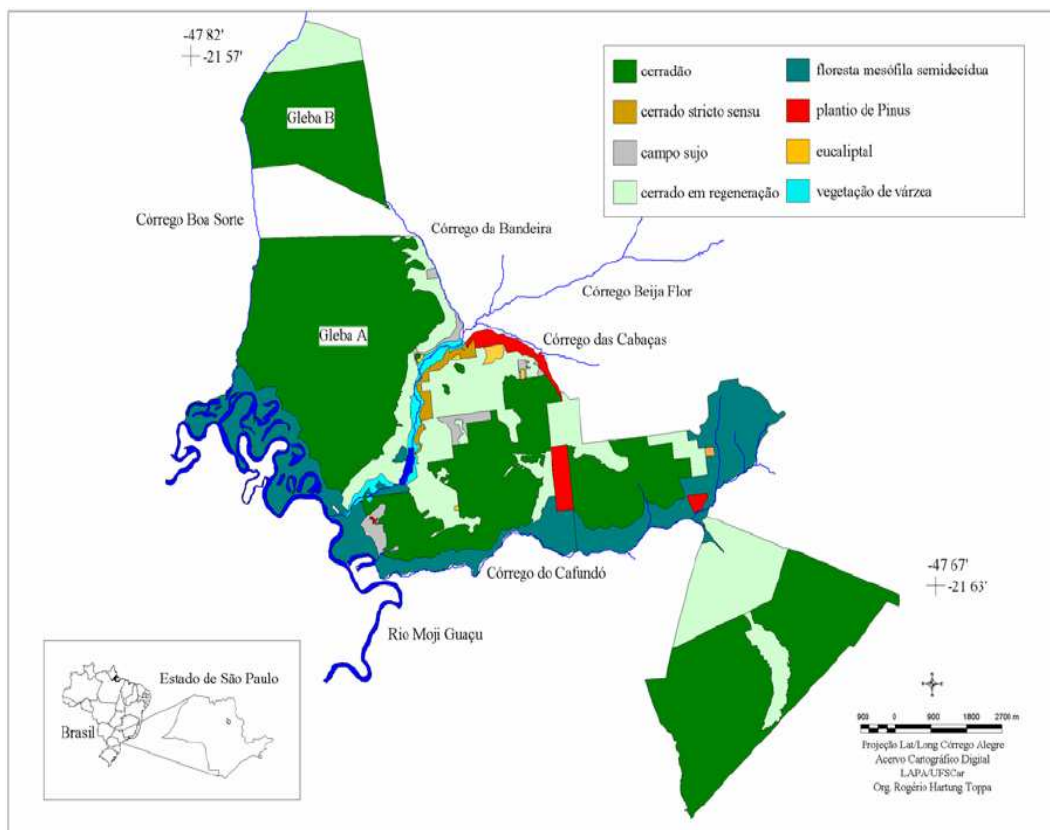 -47 82'
-21 57'
cerradão
cerrado stricto sensu
campo sujo
cerrado em regeneração
floresta mesófila semidecídua
plantio de Pinus
eucaliptal
vegetação de várzea
Gleba B
Córrego Boa Sorte
Córrego da Bandeira
Córrego Beija Flor
Gleba A
Córrego das Cabaças
Córrego do Cafundó
-47 67'
-21 63'
Rio Moji Guaçu
Estado de São Paulo
Brasil
900 0 900 1800 2700 m
Projeção Lat/Long Córrego Alegre
Acervo Cartográfico Digital
LAPA/UFSCar
Org. Rogério Hartung Toppa